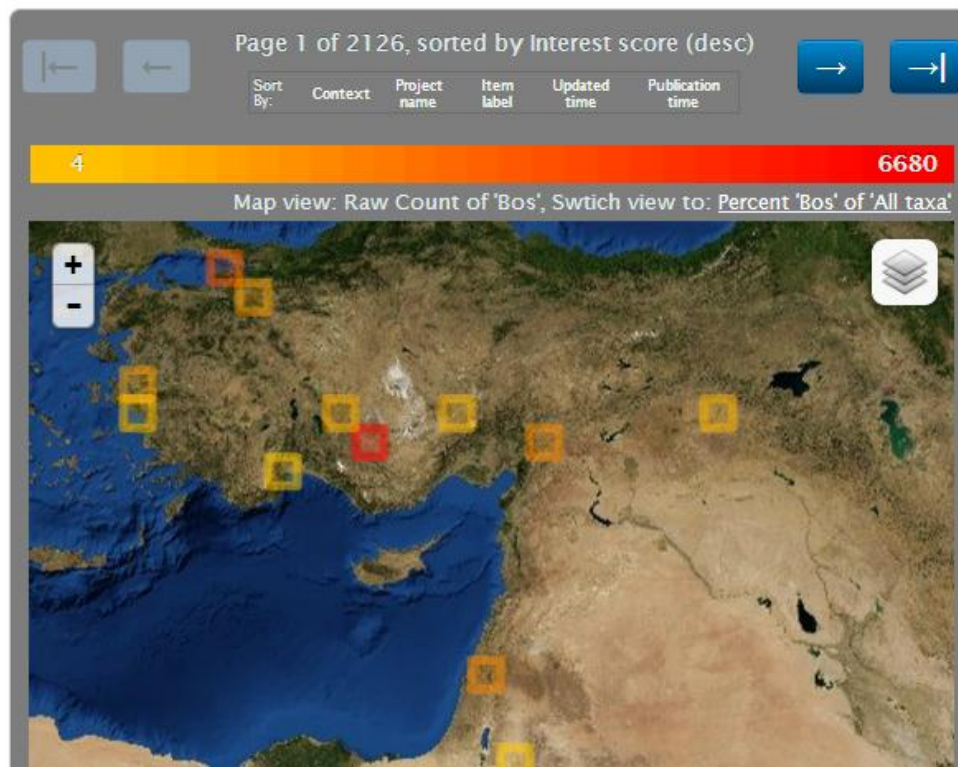 Page 1 of 2126, sorted by Interest score (desc)
Sort By:
Context
Project name
Item label
Updated time
Publication time
4
6680
Map view: Raw Count of 'Bos', Swtich view to: Percent 'Bos' of 'All taxa'
+
-